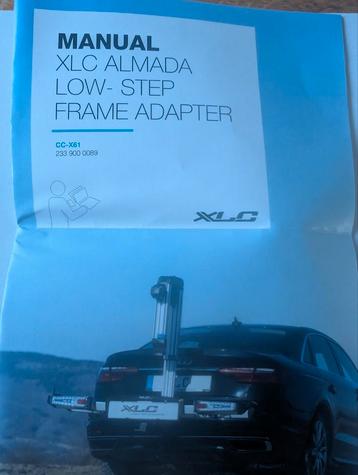 MANUAL
XLC ALMADA
LOW- STEP
FRAME ADAPTER
CC-X61
233 900 0089
XLC
XLC